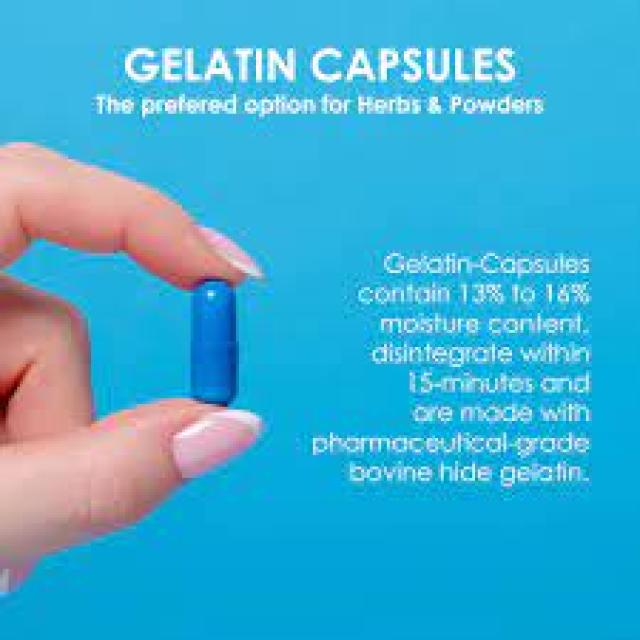 GELATIN CAPSULES
The prefered option for Herbs & Powders
Gelatin-Capsules
contain 13% to 16%
moisture content,
disintegrate within
15-minutes and
are made with
pharmaceutical-grade
bovine hide gelatin.